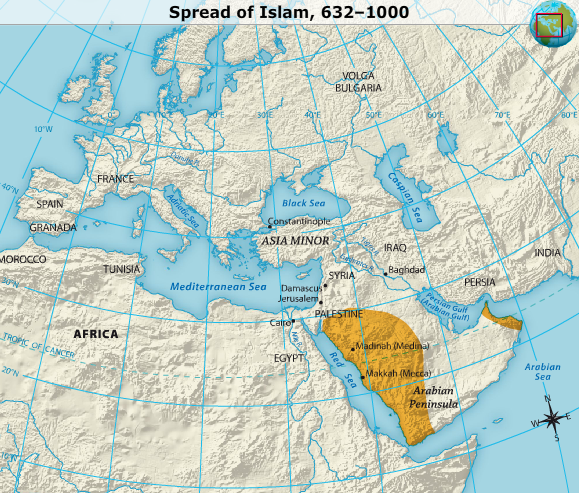 Spread of Islam, 632–1000
VOLGA
BULGARIA
10°W
0°
10°E
20°E
30°E
40°E
50°E
60°E
70°E
80°E
40°N
FRANCE
Danube R.
SPAIN
GRANADA
Adriatic Sea
Black Sea
Caspian Sea
Constantinople
ASIA MINOR
MOROCCO
TUNISIA
Mediterranean Sea
SYRIA
IRAQ
Baghdad
INDIA
PERSIA
Damascus
Jerusalem
Persian Gulf
(Arabian Gulf)
PALESTINE
Cairo
30°N
AFRICA
EGYPT
Madinah (Medina)
TROPIC OF CANCER
Red Sea
Makkah (Mecca)
Arabian
Sea
20°N
Arabian
Peninsula
N
W
E
S